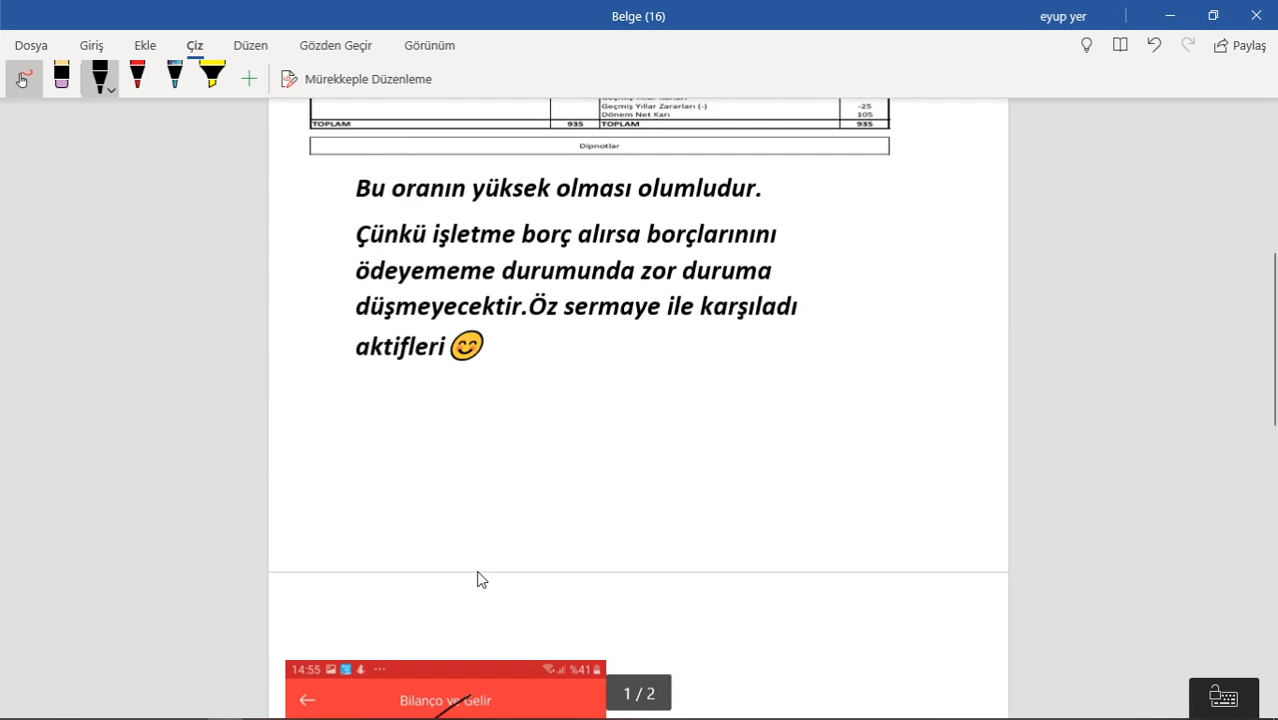 Belge (16)
eyup yer
Dosya
Giriş
Ekle
Çiz
Düzen
Gözden Geçir
Görünüm
Paylaş
Mürekkeple Düzenleme
Geçmiş Yıllar Zararları (-) -25
Dönem Net Karı 105
TOPLAM 935 TOPLAM 935
Dipnotlar
Bu oranın yüksek olması olumludur.
Çünkü işletme borç alırsa borçlarınını
ödeyememe durumunda zor duruma
düşmeyecektir.Öz sermaye ile karşıladı
aktifleri 😊
14:55
%41
Bilanço ve Gelir
1 / 2